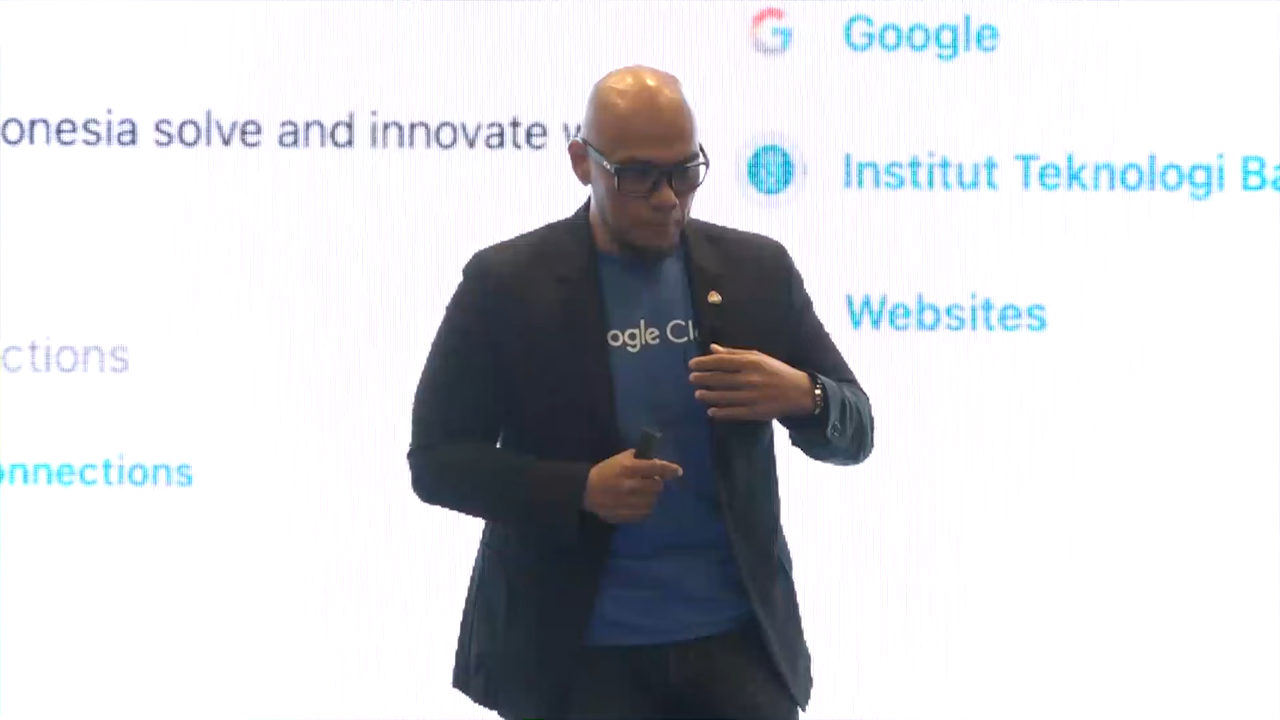 Google
onesia solve and innovate
Institut Teknologi Ba
Websites
ogle Cl
ctions
onnections